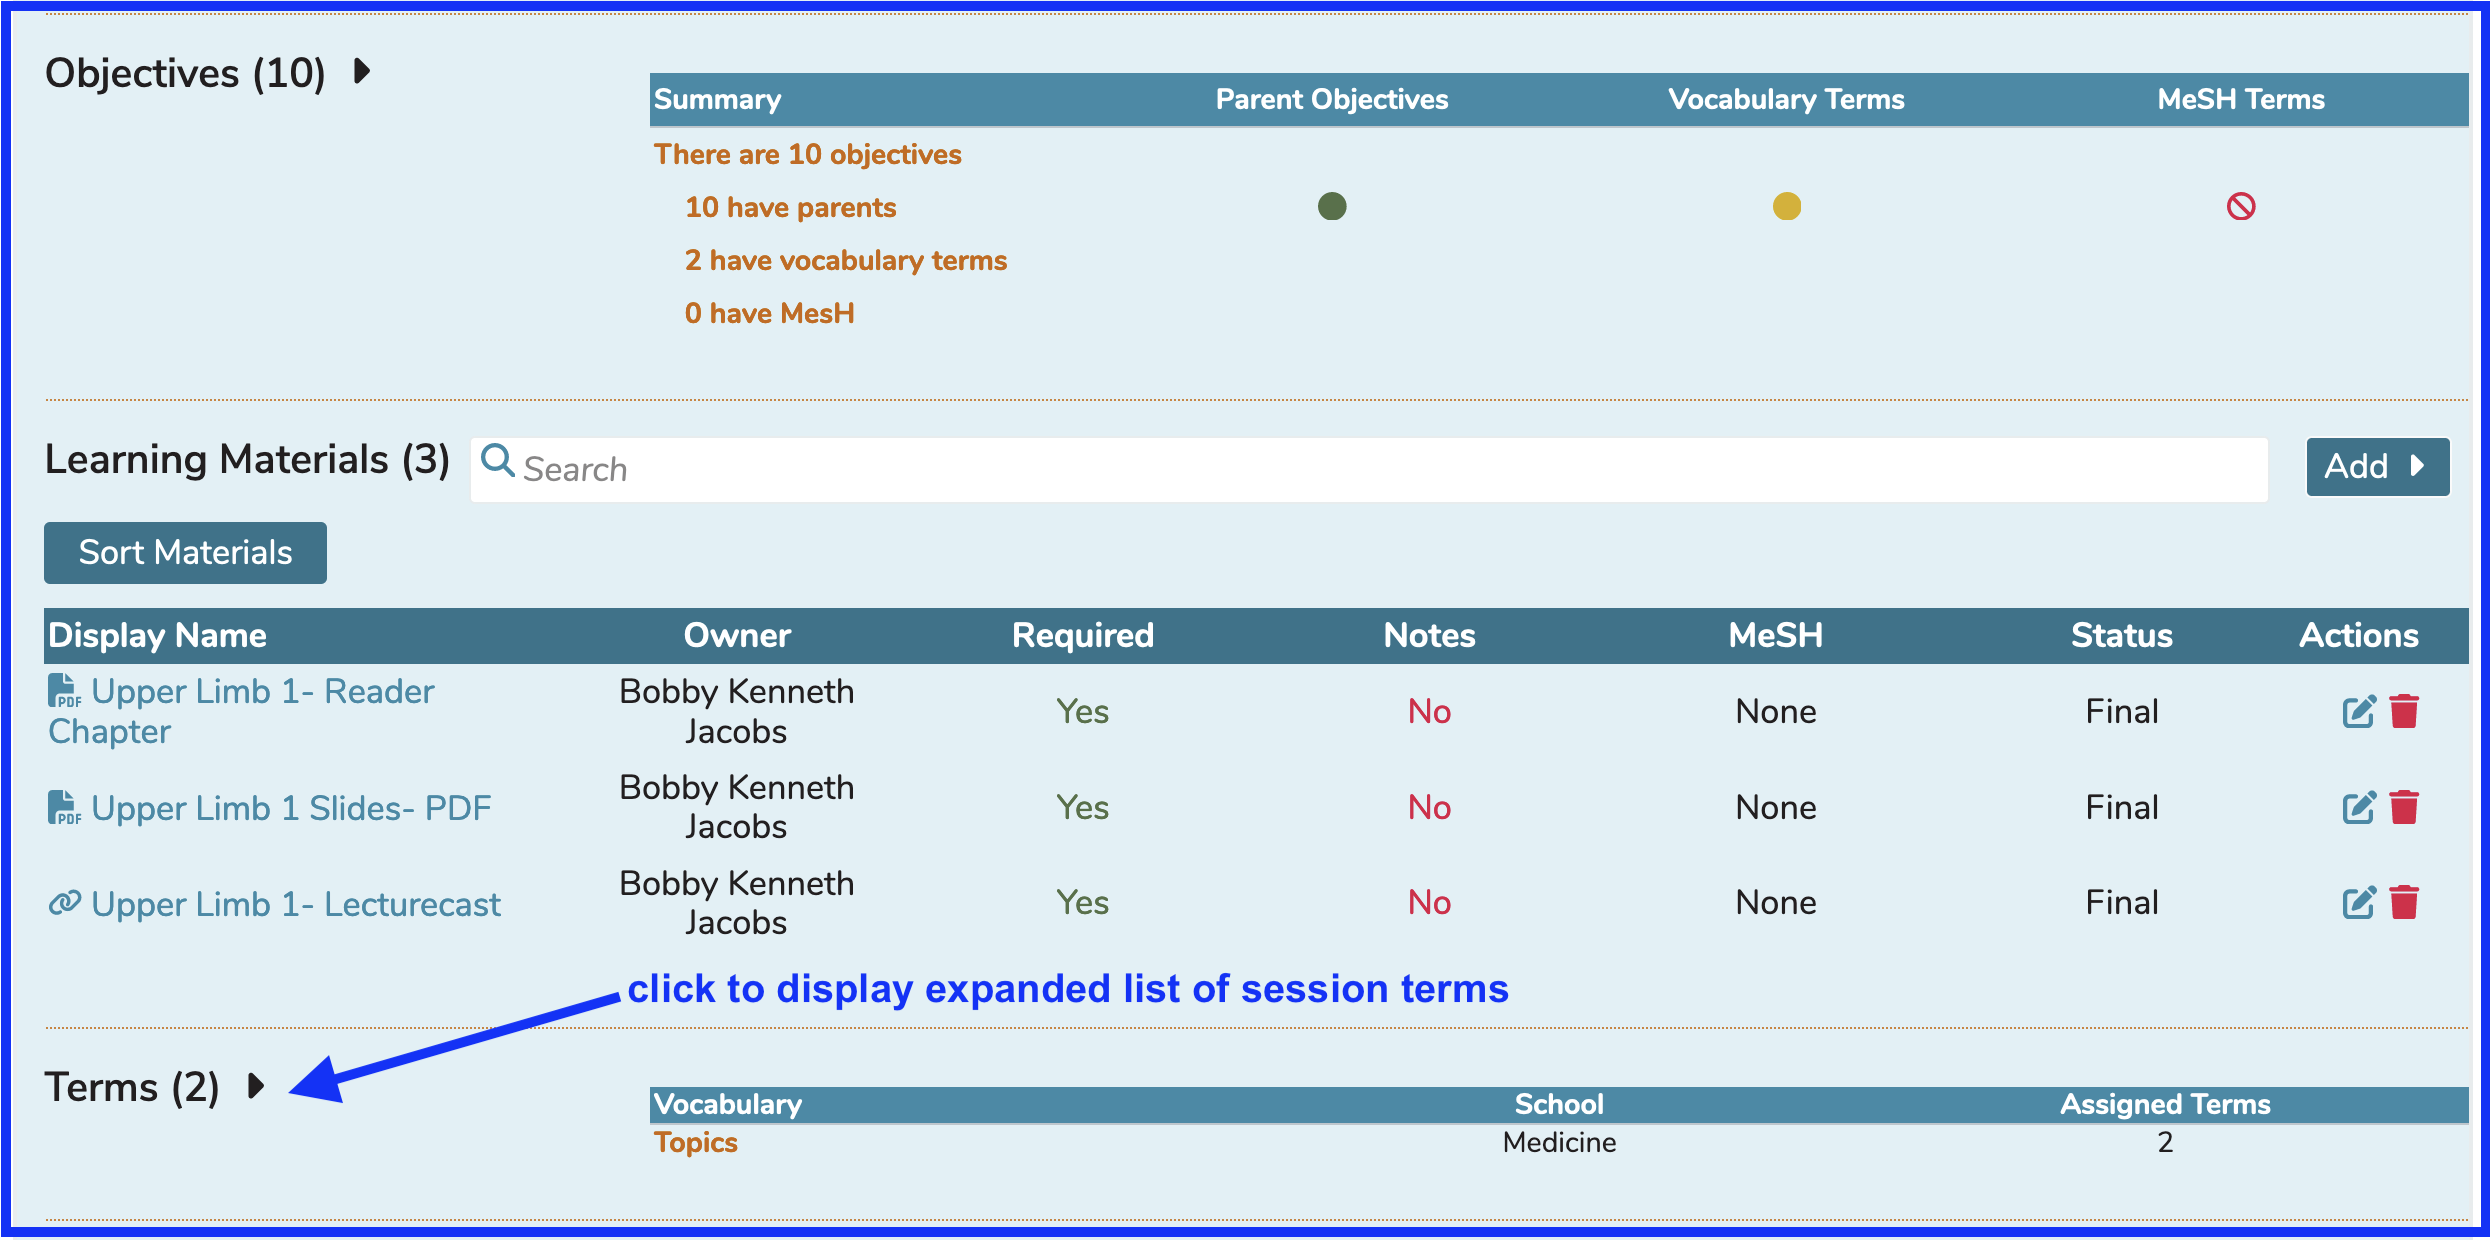 Objectives (10)
Summary Parent Objectives Vocabulary Terms MeSH Terms
There are 10 objectives
10 have parents
2 have vocabulary terms
0 have MesH
Learning Materials (3) Search Add
Sort Materials
Display Name Owner Required Notes MeSH Status Actions
PDF Upper Limb 1- Reader Chapter Bobby Kenneth Jacobs Yes No None Final
PDF Upper Limb 1 Slides- PDF Bobby Kenneth Jacobs Yes No None Final
Upper Limb 1- Lecturecast Bobby Kenneth Jacobs Yes No None Final
click to display expanded list of session terms
Terms (2)
Vocabulary School Assigned Terms
Topics Medicine 2